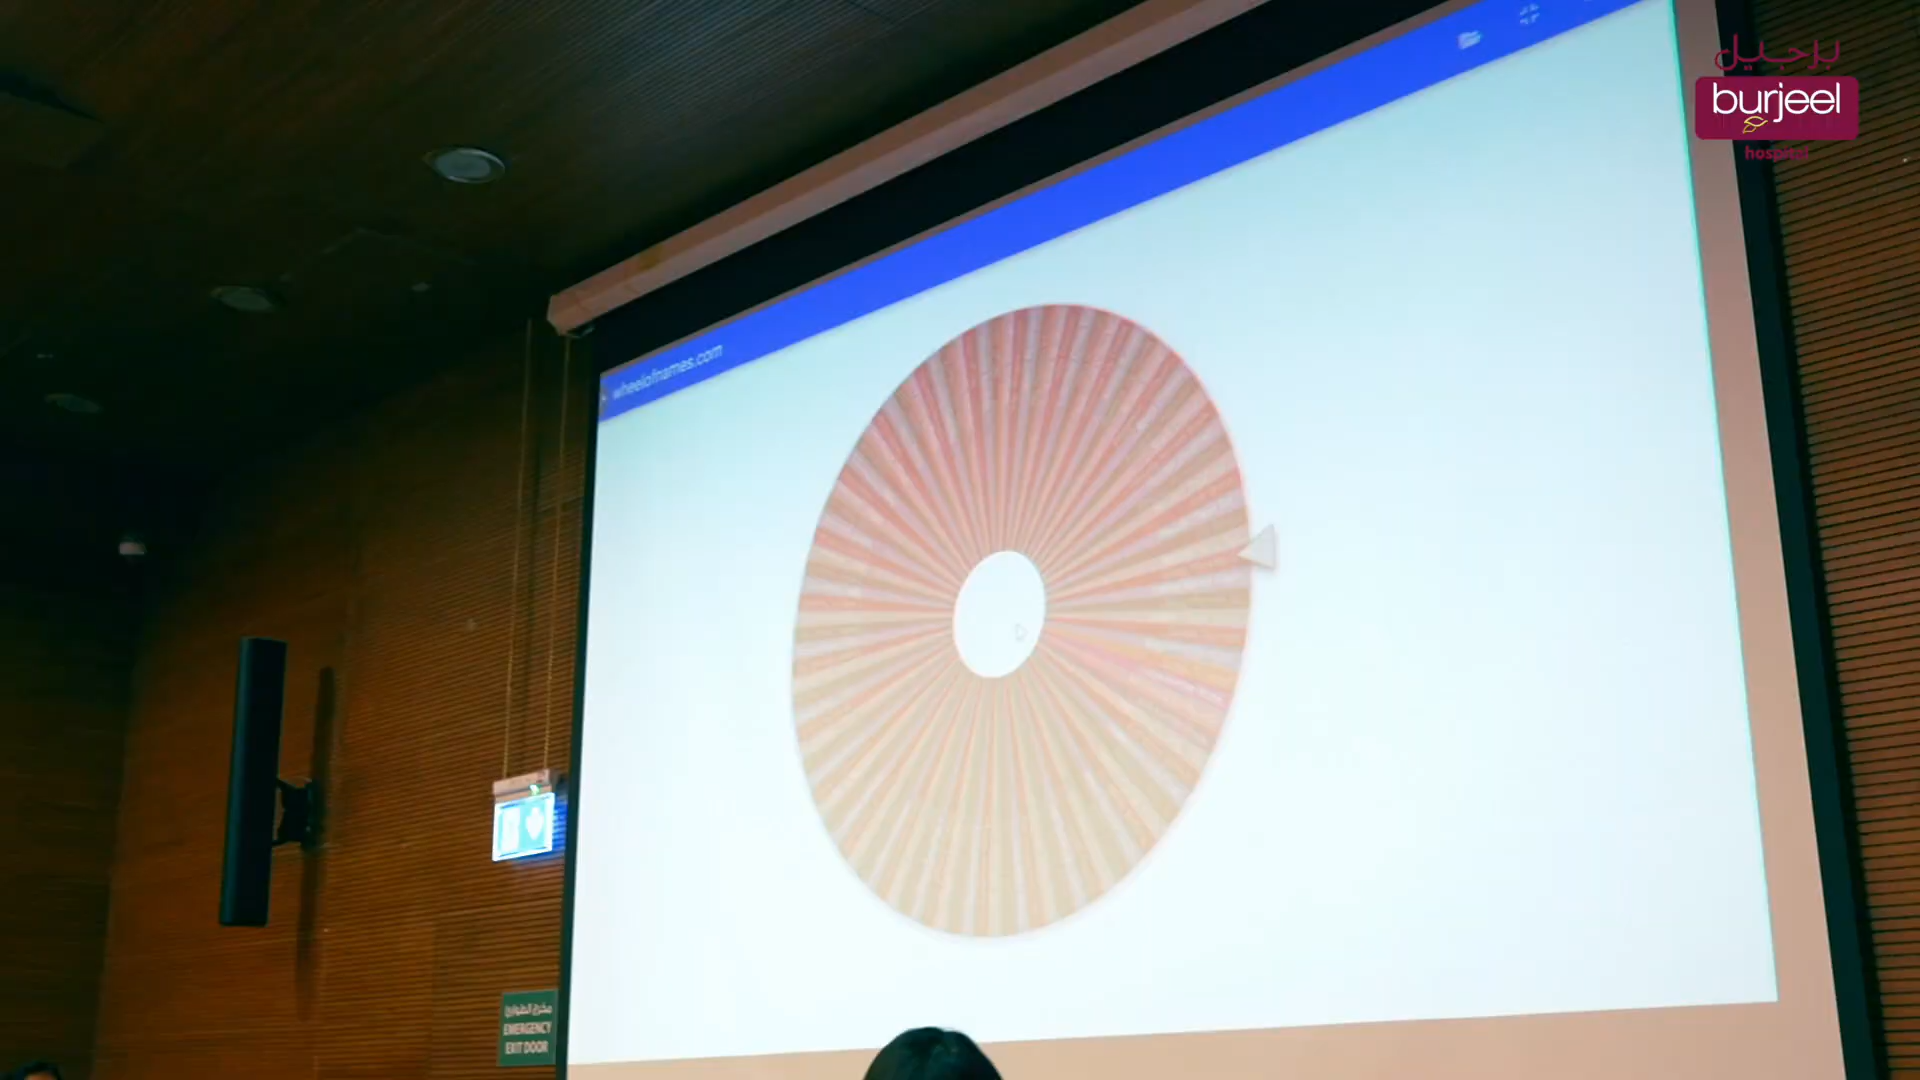 برجيل
burjeel
hospital
wheelofnames.com
مخرج الطوارئ
EMERGENCY
EXIT DOOR